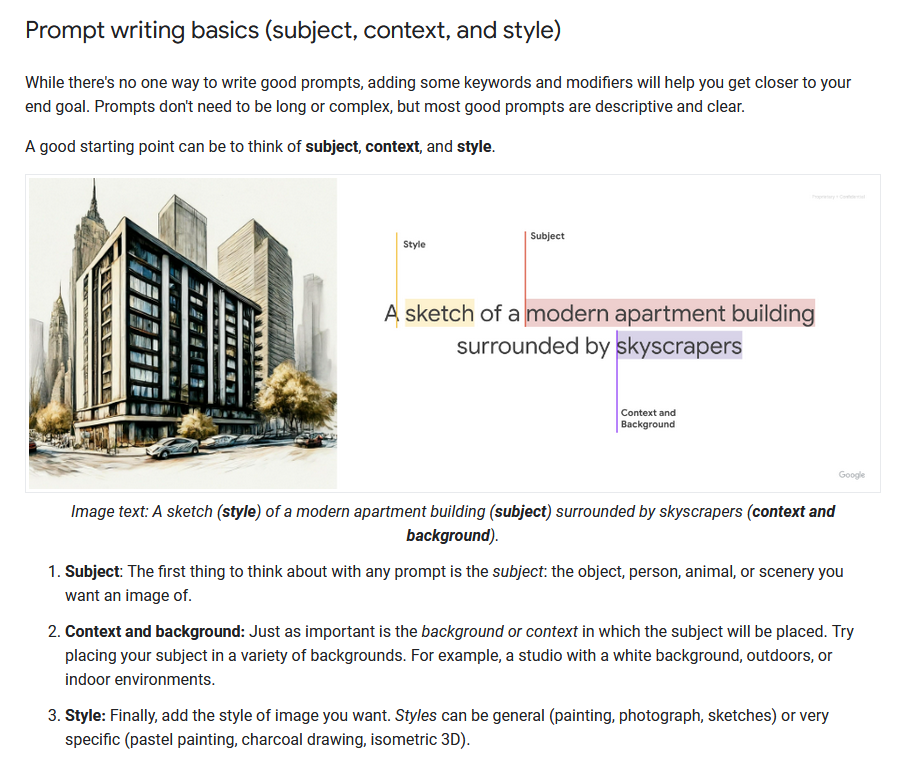 Prompt writing basics (subject, context, and style)
While there's no one way to write good prompts, adding some keywords and modifiers will help you get closer to your
end goal. Prompts don't need to be long or complex, but most good prompts are descriptive and clear.
A good starting point can be to think of subject, context, and style.
Proprietary + Confidential
Style
Subject
A sketch of a modern apartment building
surrounded by skyscrapers
Context and
Background
Google
Image text: A sketch (style) of a modern apartment building (subject) surrounded by skyscrapers (context and
background).
1. Subject: The first thing to think about with any prompt is the subject: the object, person, animal, or scenery you
want an image of.
2. Context and background: Just as important is the background or context in which the subject will be placed. Try
placing your subject in a variety of backgrounds. For example, a studio with a white background, outdoors, or
indoor environments.
3. Style: Finally, add the style of image you want. Styles can be general (painting, photograph, sketches) or very
specific (pastel painting, charcoal drawing, isometric 3D).